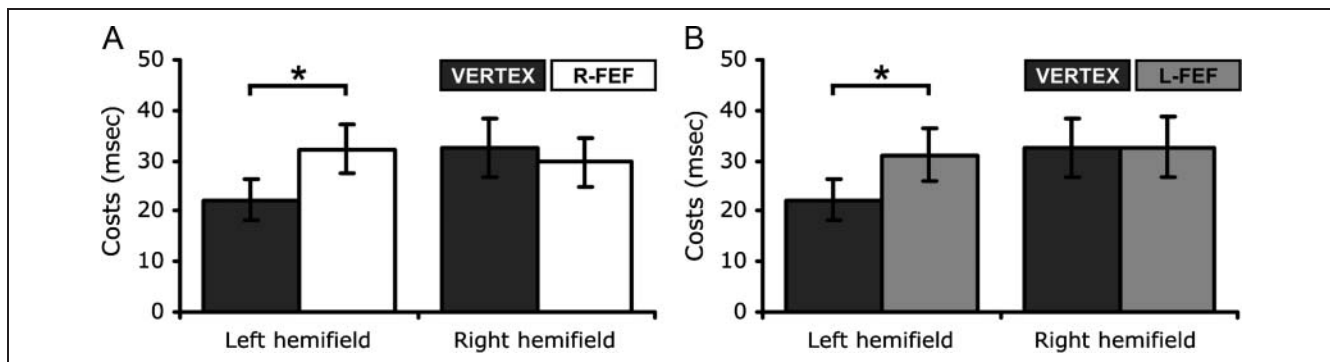 A
Costs (msec)
50
40
30
20
10
0
*
VERTEX R-FEF
Left hemifield Right hemifield
B
Costs (msec)
50
40
30
20
10
0
*
VERTEX L-FEF
Left hemifield Right hemifield